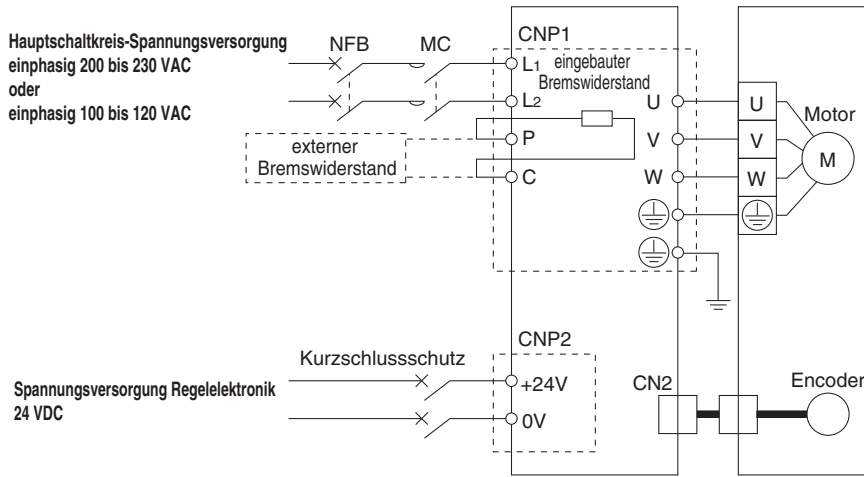 Hauptschaltkreis-Spannungsversorgung
einphasig 200 bis 230 VAC
oder
einphasig 100 bis 120 VAC
NFB
MC
CNP1
L1
eingebauter
Bremswiderstand
L2
U
U
Motor
externer
Bremswiderstand
P
V
V
M
C
W
W
CNP2
Kurzschlussschutz
Spannungsversorgung Regelelektronik
24 VDC
+24V
0V
CN2
Encoder